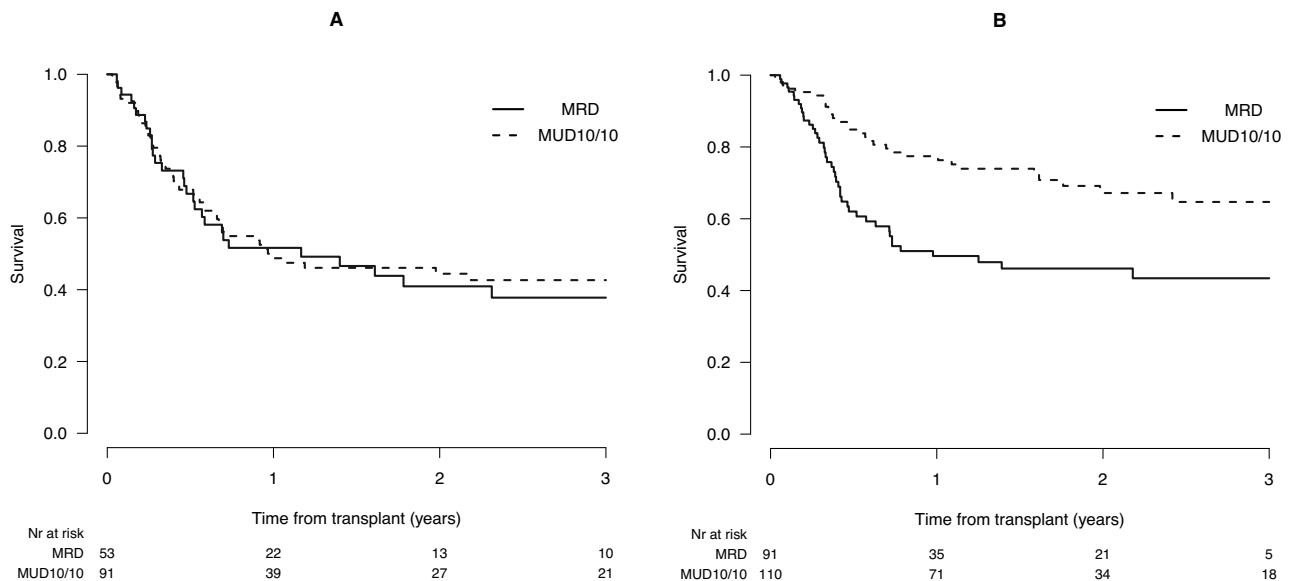 A
1.0
0.8
0.6
0.4
0.2
0.0
Survival
MRD
MUD10/10
0 1 2 3
Time from transplant (years)
Nr at risk
MRD 53 22 13 10
MUD10/10 91 39 27 21
B
1.0
0.8
0.6
0.4
0.2
0.0
Survival
MRD
MUD10/10
0 1 2 3
Time from transplant (years)
Nr at risk
MRD 91 35 21 5
MUD10/10 110 71 34 18